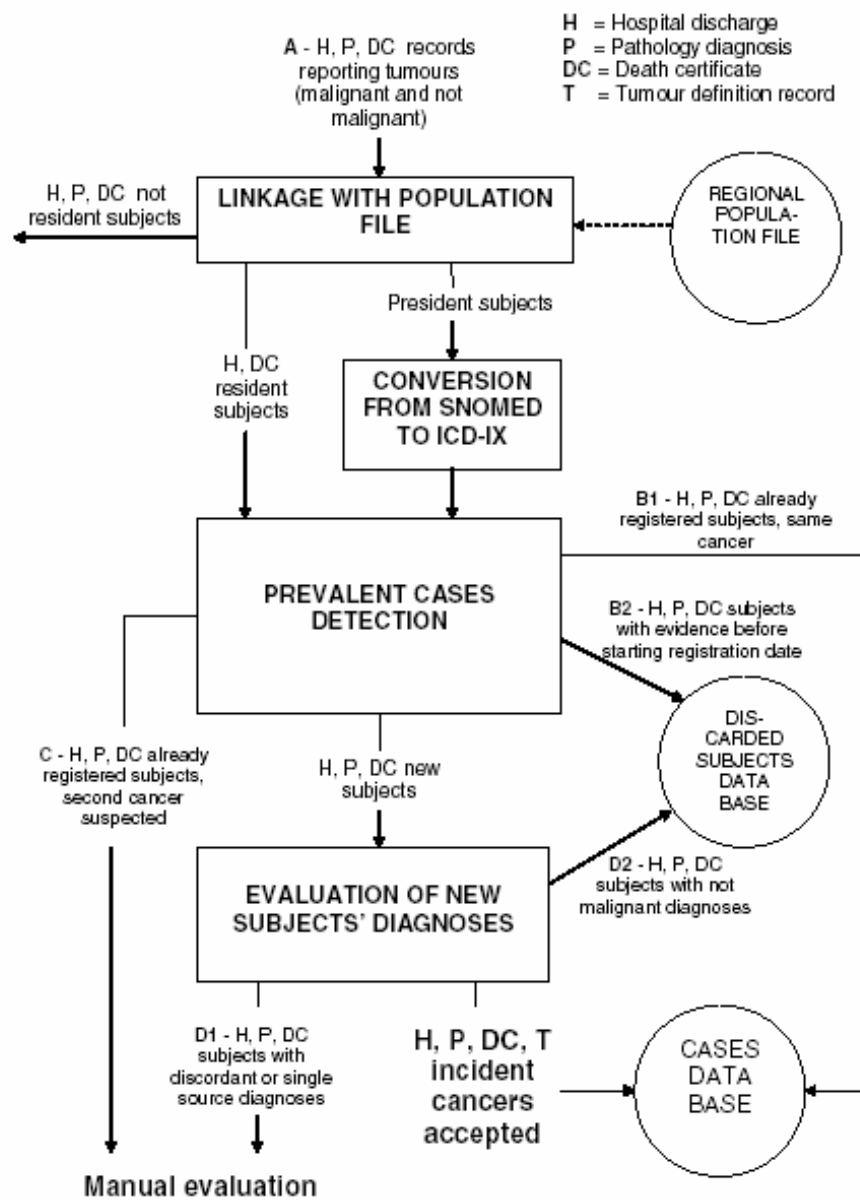 H = Hospital discharge
P = Pathology diagnosis
DC = Death certificate
T = Tumour definition record
A - H, P, DC records
reporting tumours
(malignant and not
malignant)
H, P, DC not
resident subjects
LINKAGE WITH POPULATION
FILE
REGIONAL
POPULA-
TION FILE
President subjects
H, DC
resident
subjects
CONVERSION
FROM SNOMED
TO ICD-IX
B1 - H, P, DC already
registered subjects, same
cancer
PREVALENT CASES
DETECTION
B2 - H, P, DC subjects
with evidence before
starting registration date
DIS-
CARDED
SUBJECTS
DATA
BASE
C - H, P, DC already
registered subjects,
second cancer
suspected
H, P, DC new
subjects
EVALUATION OF NEW
SUBJECTS' DIAGNOSES
D2 - H, P, DC
subjects with not
malignant diagnoses
D1 - H, P, DC
subjects with
discordant or single
source diagnoses
H, P, DC, T
incident
cancers
accepted
CASES
DATA
BASE
Manual evaluation